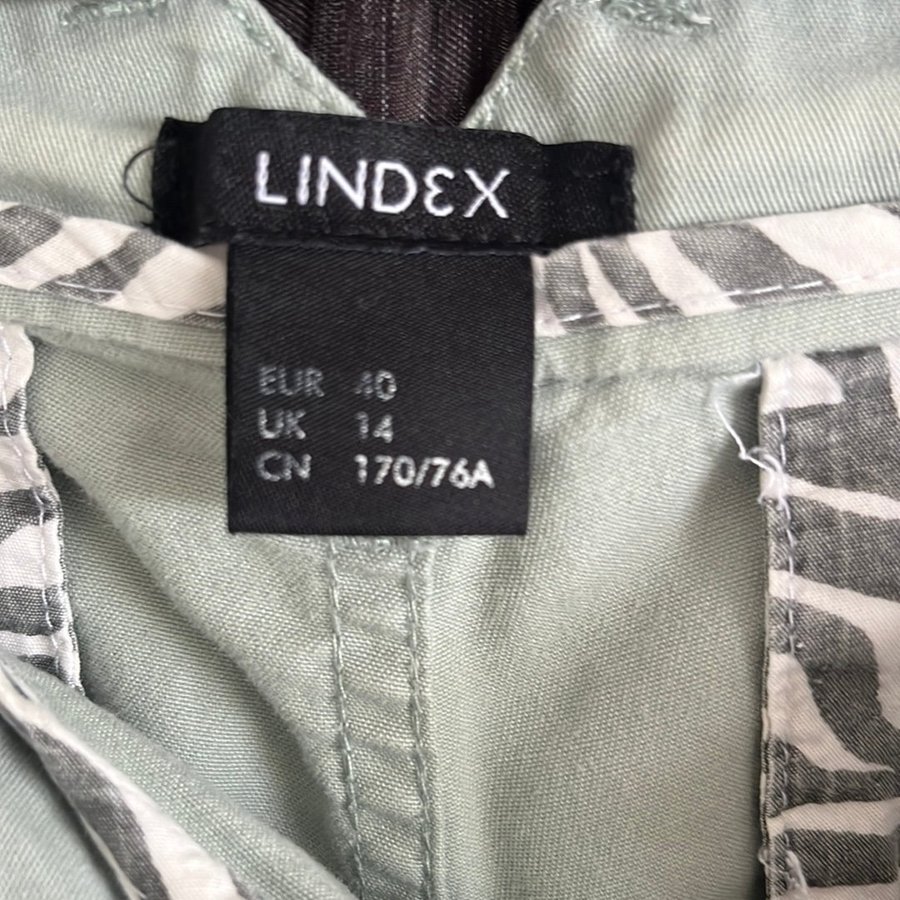 LINDEX
EUR 40
UK 14
CN 170/76A